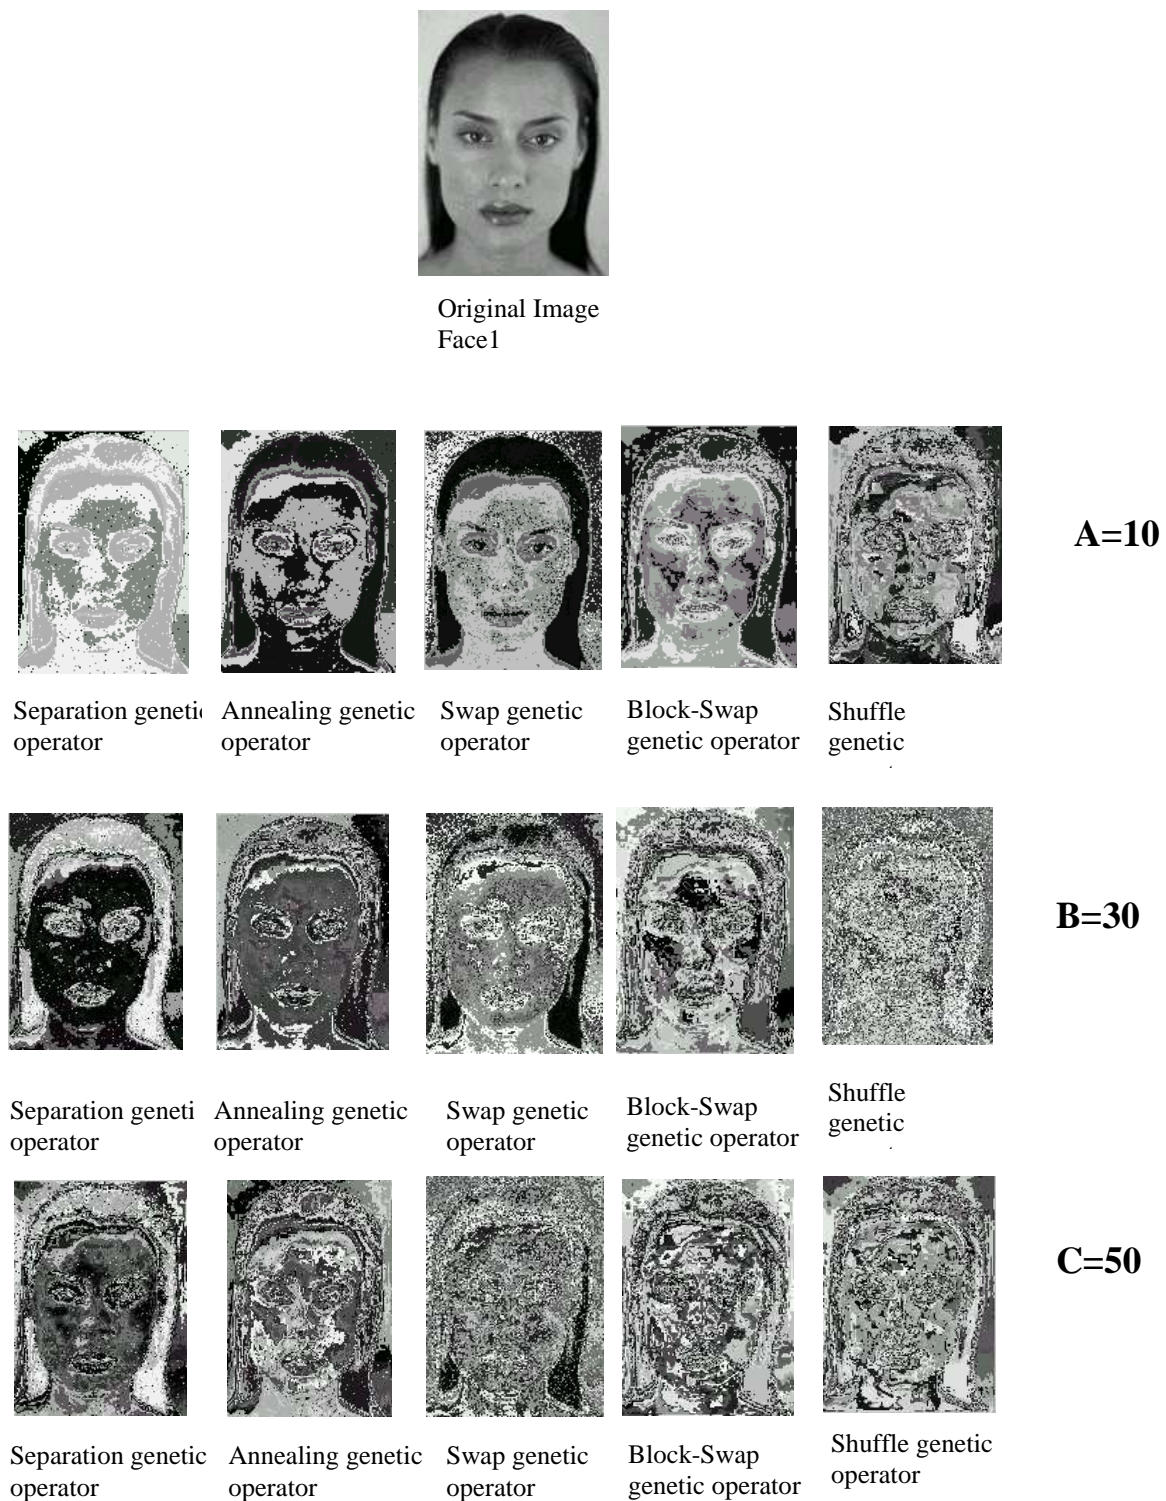 Original Image
Face1
A=10
Separation geneti
operator
Annealing genetic
operator
Swap genetic
operator
Block-Swap
genetic operator
Shuffle
genetic
B=30
Separation geneti
operator
Annealing genetic
operator
Swap genetic
operator
Block-Swap
genetic operator
Shuffle
genetic
C=50
Separation genetic
operator
Annealing genetic
operator
Swap genetic
operator
Block-Swap
genetic operator
Shuffle genetic
operator